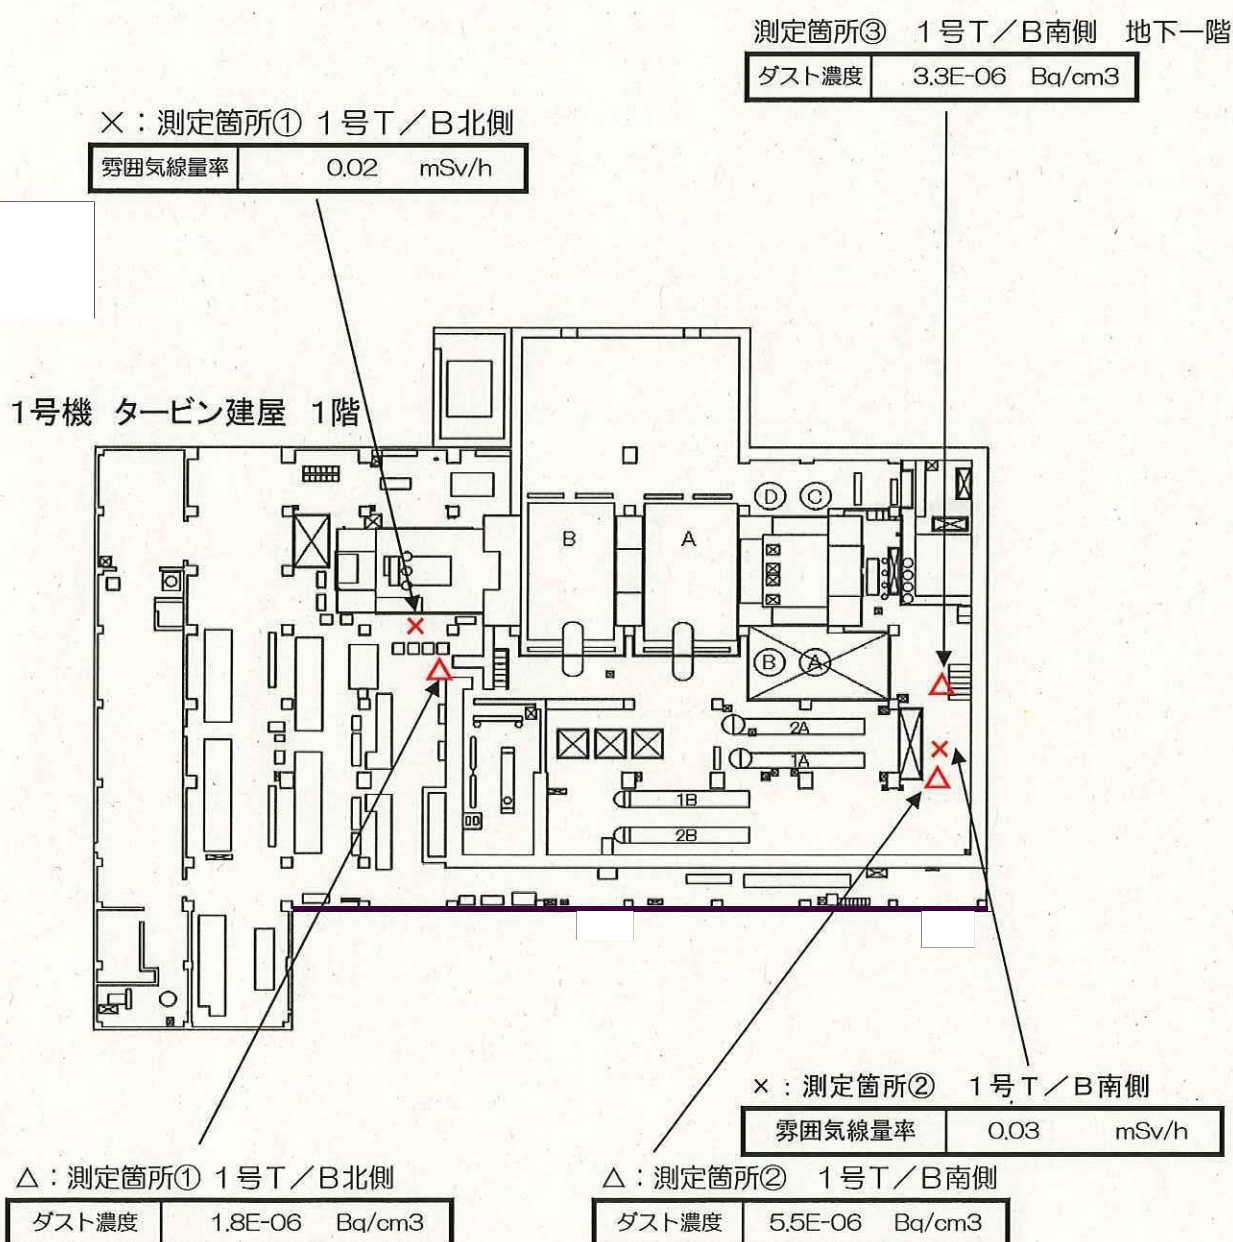 測定箇所③ 1号T／B南側 地下一階
ダスト濃度 3.3E-06 Bq/cm3
×：測定箇所① 1号T／B北側
雰囲気線量率 0.02 mSv/h
1号機 タービン建屋 1階
D C
B A
B A
2A
1A
1B
2B
×：測定箇所② 1号T／B南側
雰囲気線量率 0.03 mSv/h
△：測定箇所① 1号T／B北側
ダスト濃度 1.8E-06 Bq/cm3
△：測定箇所② 1号T／B南側
ダスト濃度 5.5E-06 Bq/cm3